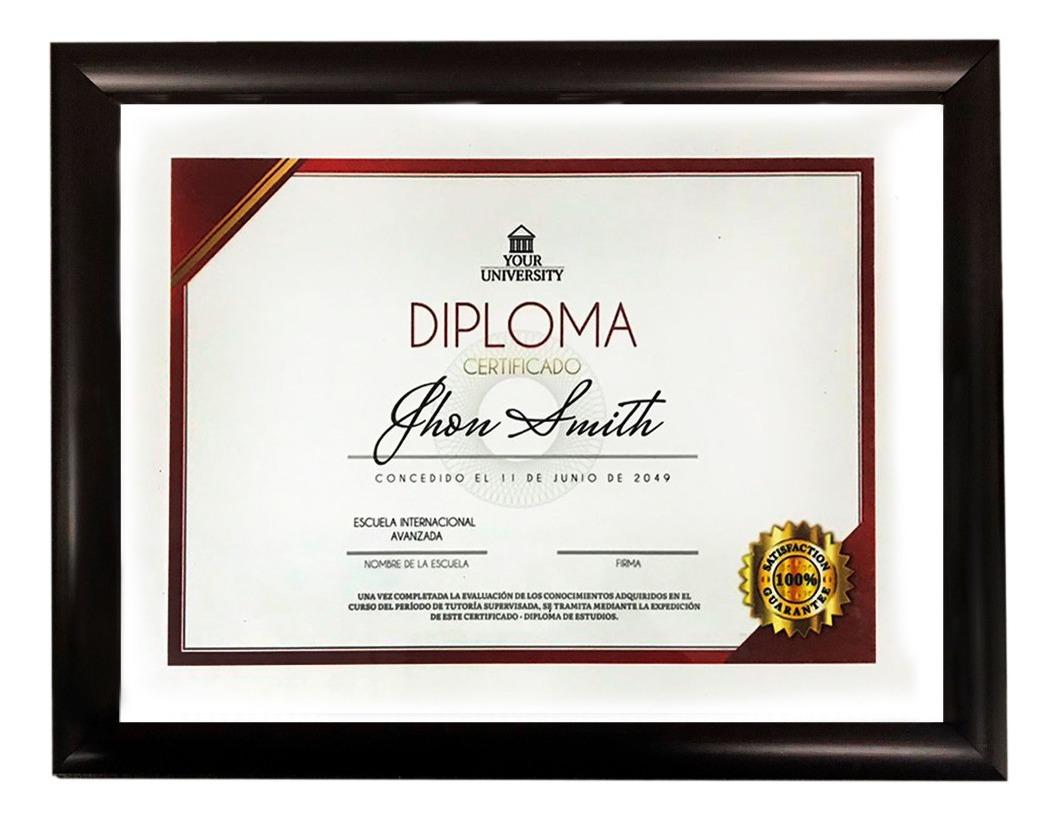 YOUR
UNIVERSITY
DIPLOMA
CERTIFICADO
Jhon Smith
CONCEDIDO EL 11 DE JUNIO DE 2049
ESCUELA INTERNACIONAL
AVANZADA
NOMBRE DE LA ESCUELA
FIRMA
UNA VEZ COMPLETADA LA EVALUACIÓN DE LOS CONOCIMIENTOS ADQUIRIDOS EN EL
CURSO DEL PERÍODO DE TUTORÍA SUPERVISADA, SE TRAMITA MEDIANTE LA EXPEDICIÓN
DE ESTE CERTIFICADO - DIPLOMA DE ESTUDIOS.
SATISFACTION
100%
GUARANTEE